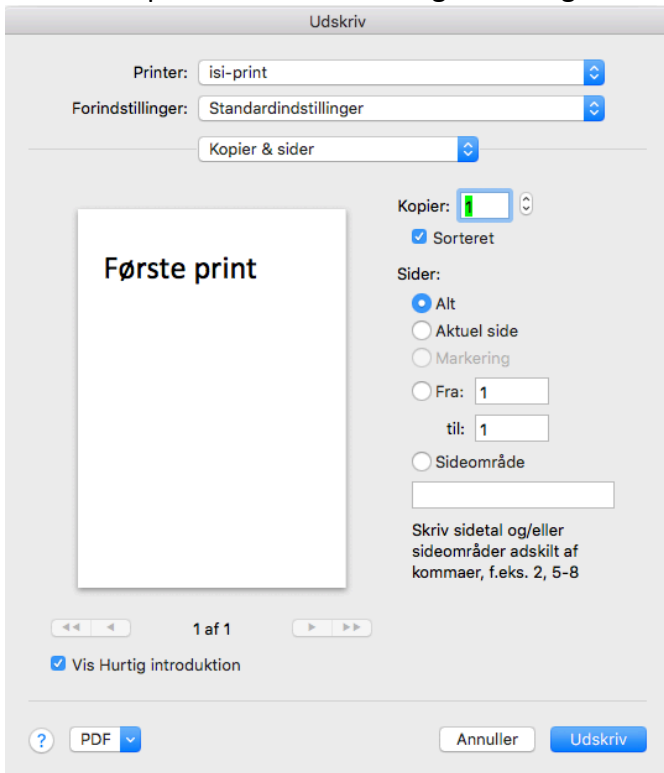 Udskriv
Printer: isi-print
Forindstillinger: Standardindstillinger
Kopier & sider
Kopier: 1
Sorteret
Første print
Sider:
Alt
Aktuel side
Markering
Fra: 1
til: 1
Sideområde
Skriv sidetal og/eller
sideområder adskilt af
kommaer, f.eks. 2, 5-8
1 af 1
Vis Hurtig introduktion
? PDF Annuller Udskriv